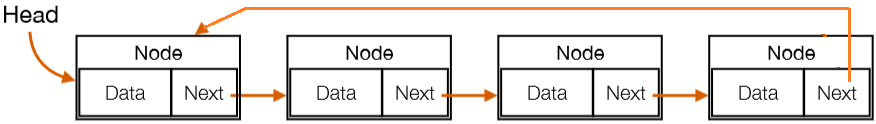 Head
Node Node Node Node
Data Next Data Next Data Next Data Next